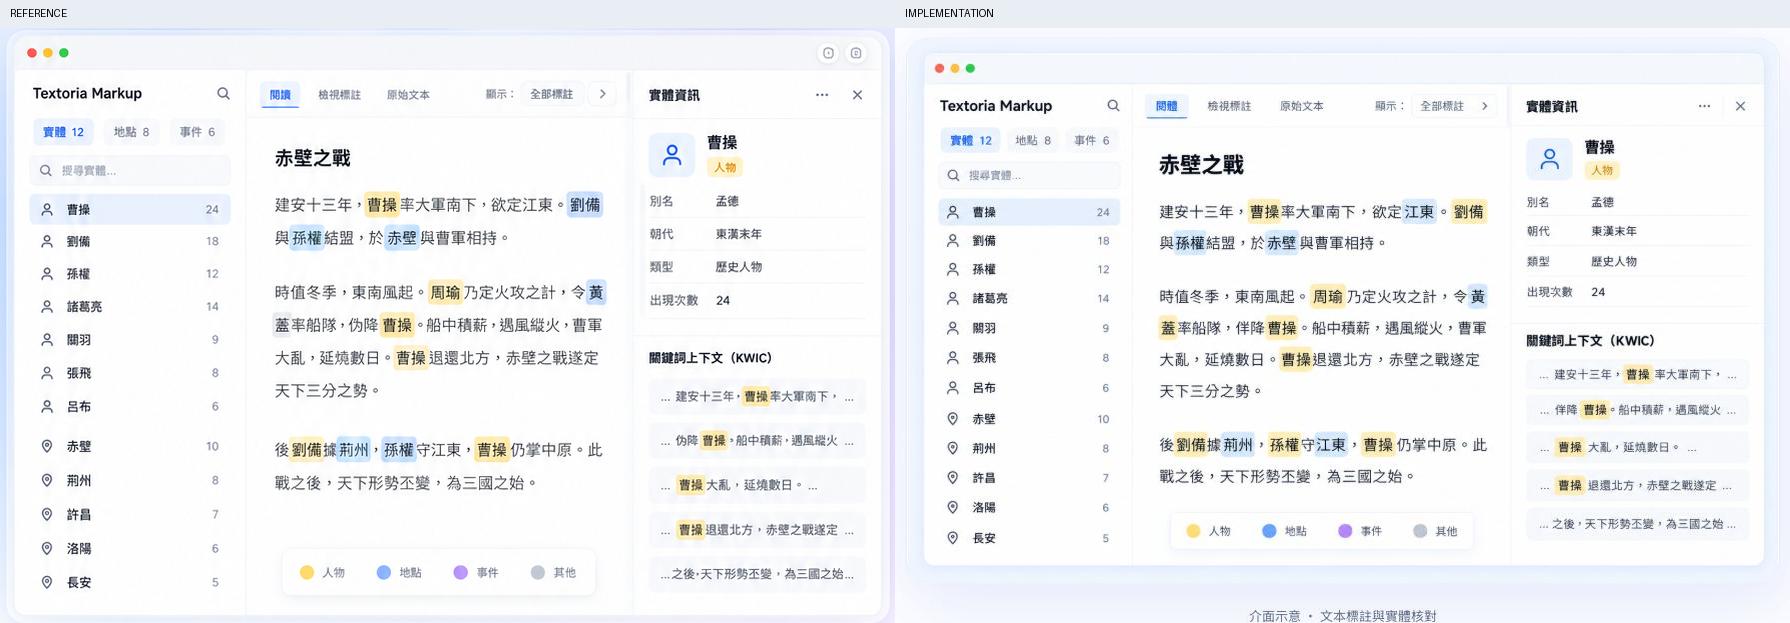 REFERENCE
Textoria Markup
實體 12 地點 8 事件 6
搜尋實體...
曹操 24
劉備 18
孫權 12
諸葛亮 14
關羽 9
張飛 8
呂布 6
赤壁 10
荊州 8
許昌 7
洛陽 6
長安 5
閱讀 檢視標註 原始文本 顯示： 全部標註
赤壁之戰
建安十三年，曹操率大軍南下，欲定江東。劉備
與孫權結盟，於赤壁與曹軍相持。
時值冬季，東南風起。周瑜乃定火攻之計，令黃
蓋率船隊，伪降曹操。船中積薪，遇風縱火，曹軍
大亂，延燒數日。曹操退還北方，赤壁之戰遂定
天下三分之勢。
後劉備據荊州，孫權守江東，曹操仍掌中原。此
戰之後，天下形勢丕變，為三國之始。
人物 地點 事件 其他
實體資訊
曹操
人物
別名 孟德
朝代 東漢末年
類型 歷史人物
出現次數 24
關鍵詞上下文（KWIC）
... 建安十三年，曹操率大軍南下， ...
... 伪降 曹操，船中積薪，遇風縱火 ...
... 曹操大亂，延燒數日。 ...
... 曹操退還北方，赤壁之戰遂定 ...
...之後，天下形勢丕變，為三國之始...
IMPLEMENTATION
Textoria Markup
實體 12 地點 8 事件 6
搜尋實體...
曹操 24
劉備 18
孫權 12
諸葛亮 14
關羽 9
張飛 8
呂布 6
赤壁 10
荊州 8
許昌 7
洛陽 6
長安 5
閱體 檢視標註 原始文本 顯示： 全部標註
赤壁之戰
建安十三年，曹操率大軍南下，欲定江東。劉備
與孫權結盟，於赤壁與曹軍相持。
時值冬季，東南風起。周瑜乃定火攻之計，令黃
蓋率船隊，佯降曹操。船中積薪，遇風縱火，曹軍
大亂，延燒數日。曹操退還北方，赤壁之戰遂定
天下三分之勢。
後劉備據荊州，孫權守江東，曹操仍掌中原。此
戰之後，天下形勢丕變，為三國之始。
人物 地點 事件 其他
實體資訊
曹操
人物
別名 孟德
朝代 東漢末年
類型 歷史人物
出現次數 24
關鍵詞上下文（KWIC）
... 建安十三年，曹操 率大軍南下， ...
... 佯降 曹操。船中積薪，遇風縱火 ...
... 曹操 大亂，延燒數日。 ...
... 曹操 退還北方，赤壁之戰遂定 ...
... 之後，天下形勢丕變，為三國之始 ...
介面示意 • 文本標註與實體核對